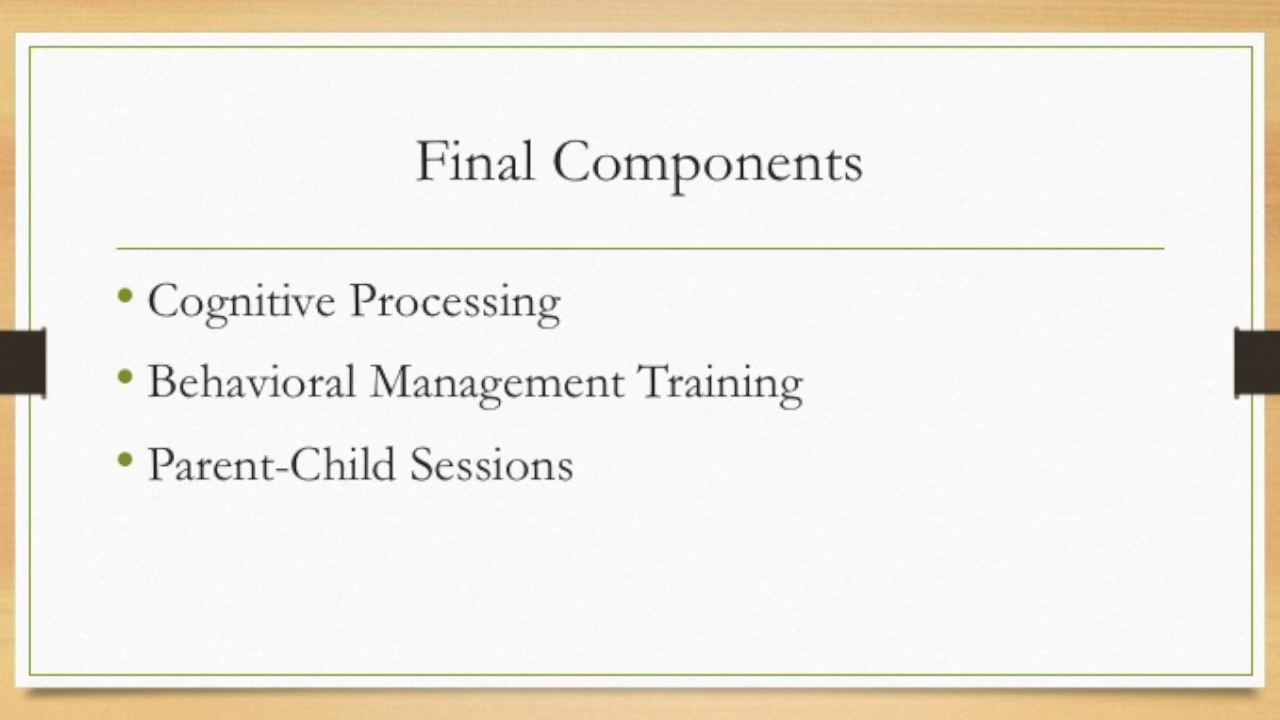 Final Components
• Cognitive Processing
• Behavioral Management Training
• Parent-Child Sessions